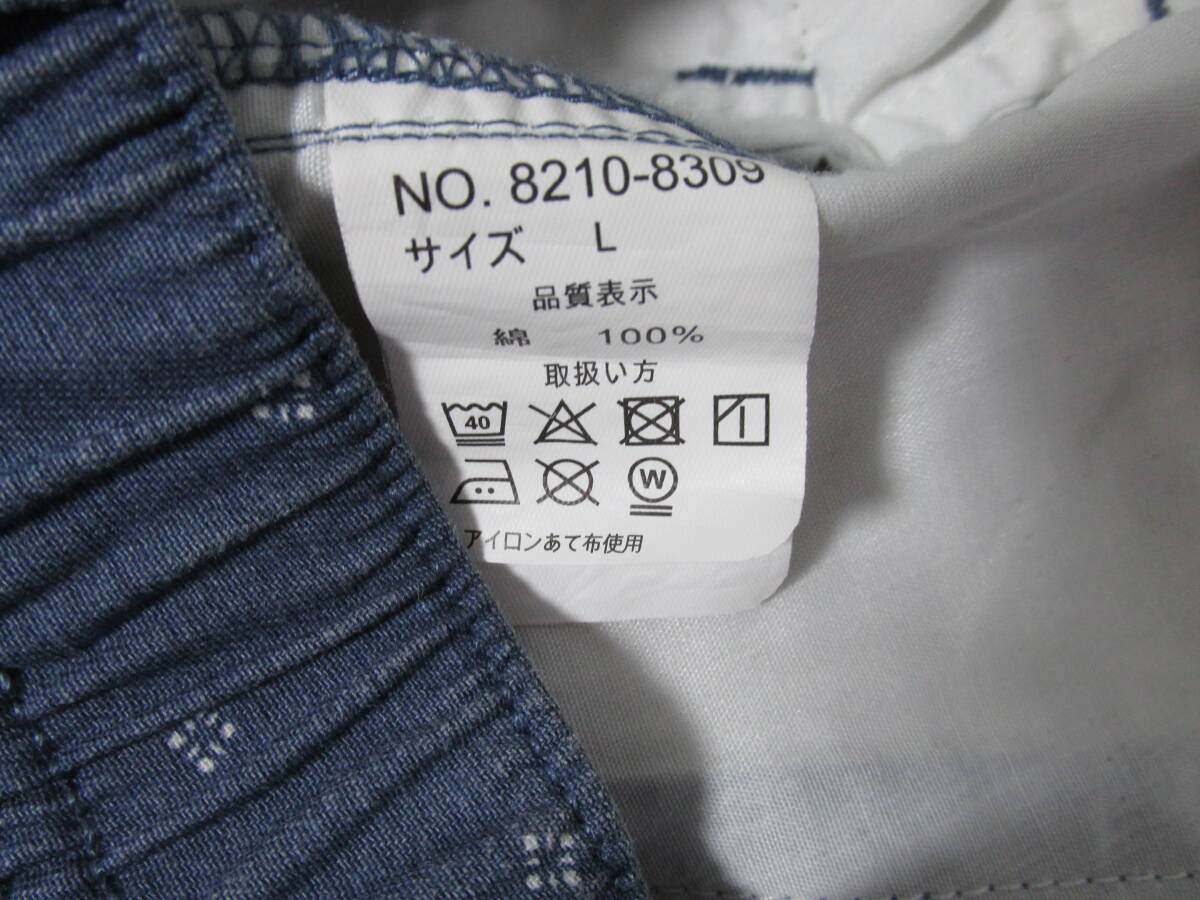 NO. 8210-8309
サイズ L
品質表示
綿 100%
取扱い方
40
W
アイロンあて布使用